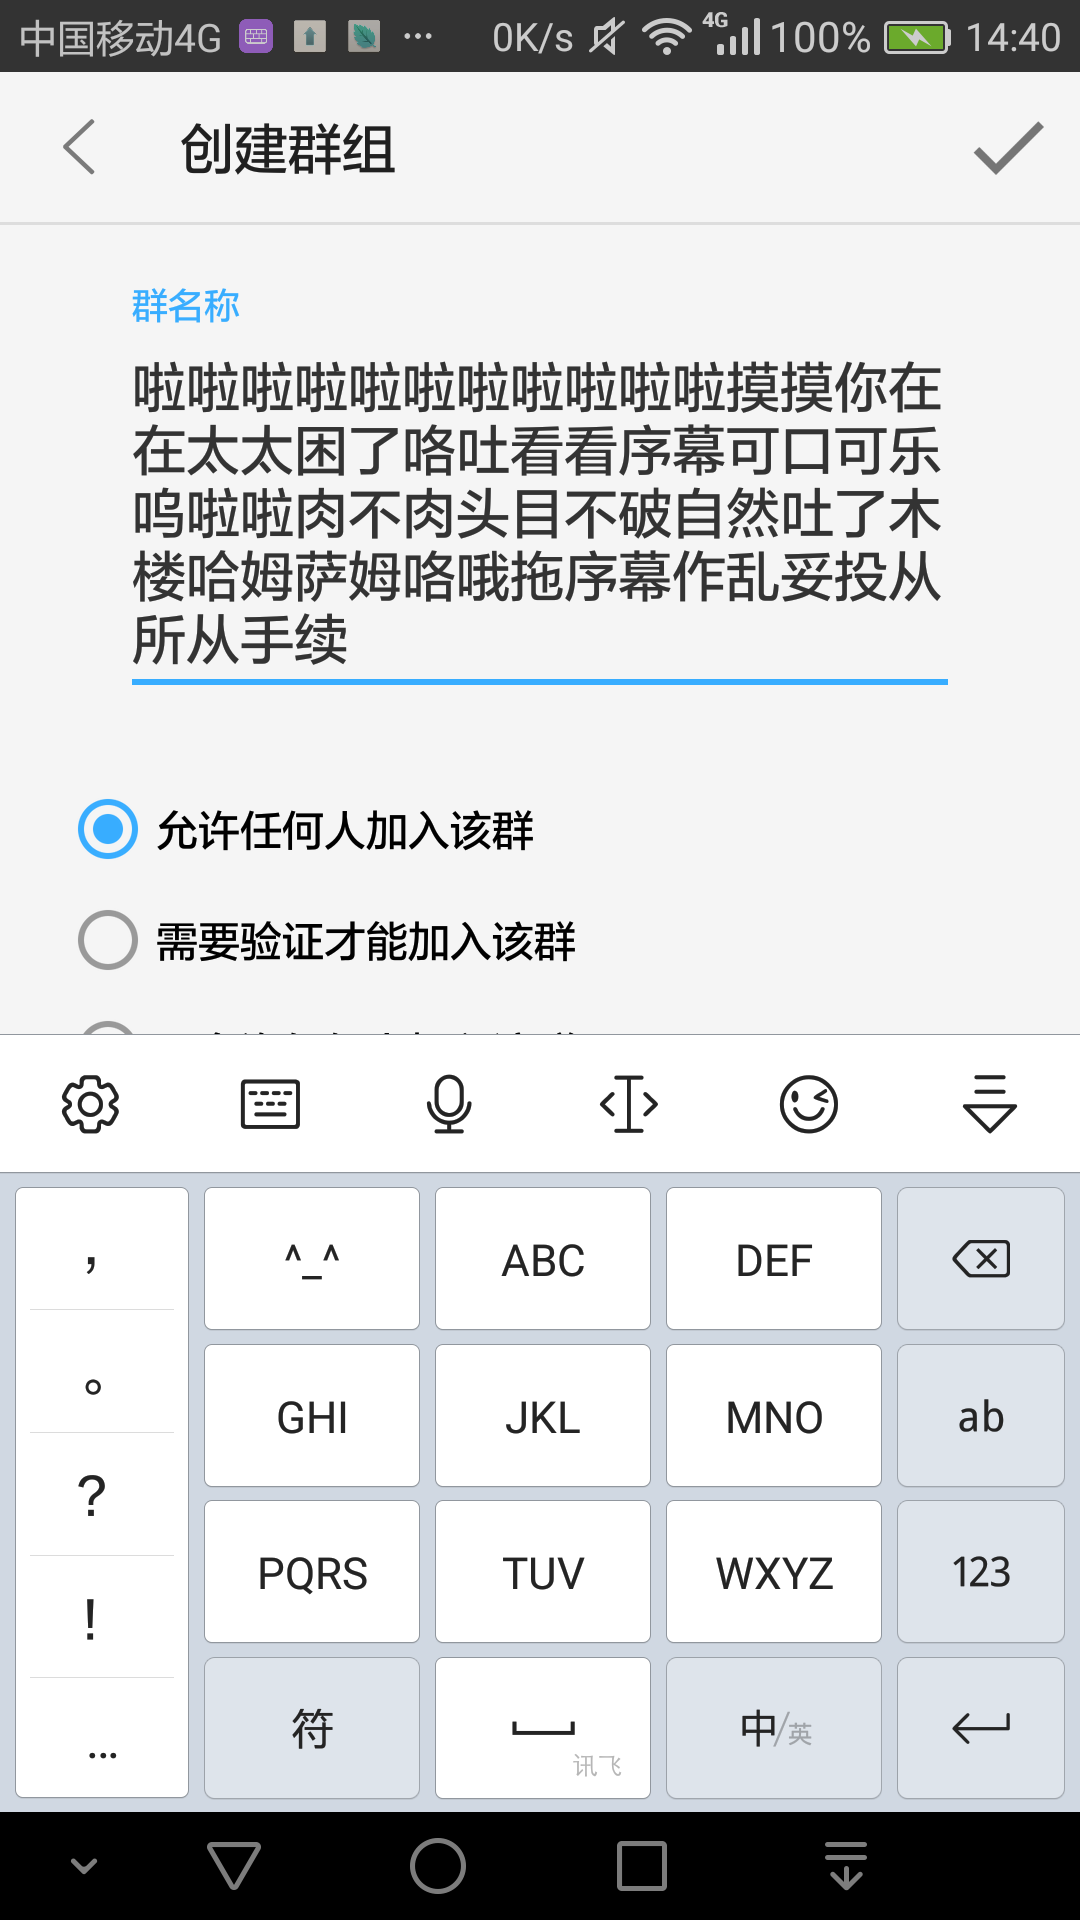 中国移动4G ... 0K/s 4G 100% 14:40
创建群组
群名称
啦啦啦啦啦啦啦啦啦啦啦摸摸你在
在太太困了咯吐看看序幕可口可乐
呜啦啦肉不肉头目不破自然吐了木
楼哈姆萨姆咯哦拖序幕作乱妥投从
所从手续
允许任何人加入该群
需要验证才能加入该群
， ^_^ ABC DEF
。 GHI JKL MNO ab
? PQRS TUV WXYZ 123
! 符 讯飞 中/英
...